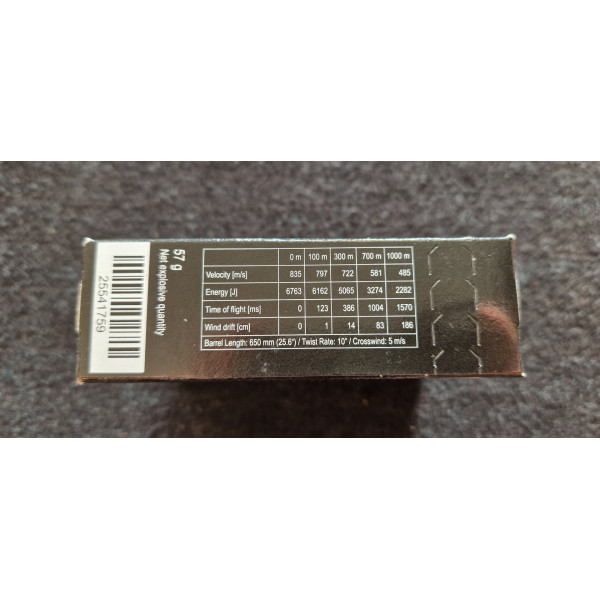 25541759
57 g
Net explosive quantity
0 m 100 m 300 m 700 m 1000 m
Velocity [m/s] 835 797 722 581 485
Energy [J] 6763 6162 5065 3274 2282
Time of flight [ms] 0 123 386 1004 1570
Wind drift [cm] 0 1 14 83 186
Barrel Length: 650 mm (25.6") / Twist Rate: 10" / Crosswind: 5 m/s